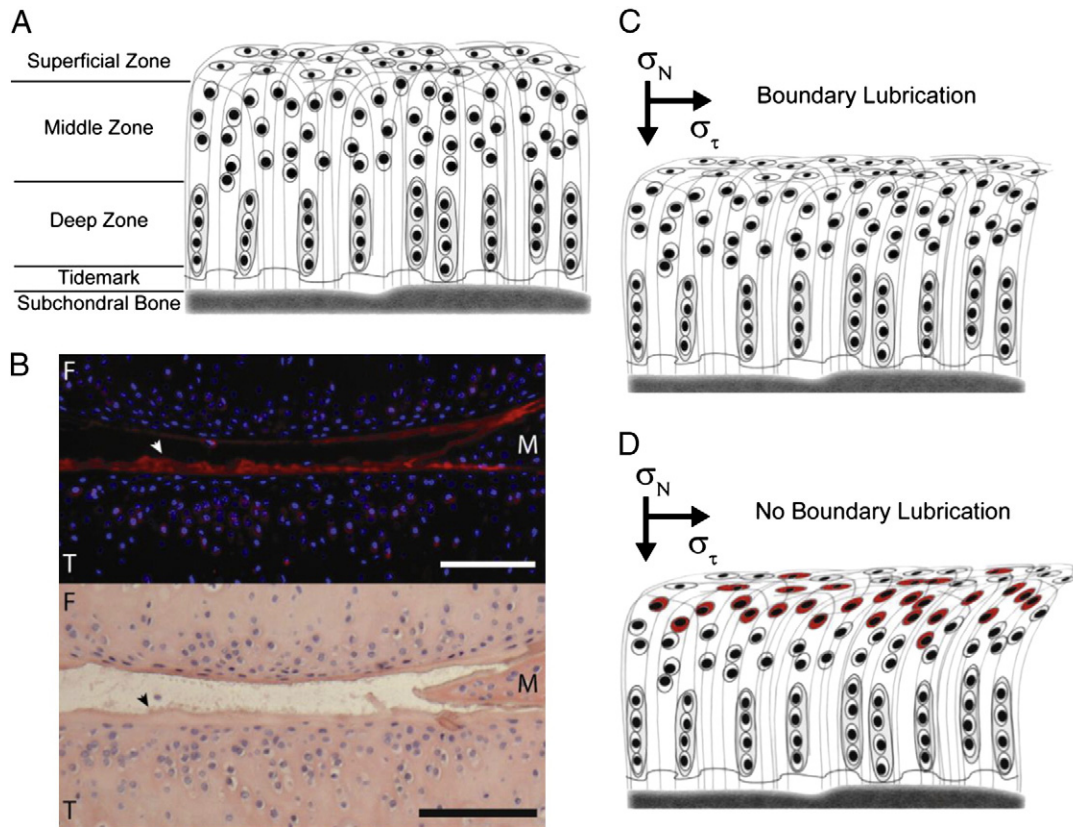 A
Superficial Zone
Middle Zone
Deep Zone
Tidemark
Subchondral Bone
B
F
M
T
F
M
T
C
σN
στ
Boundary Lubrication
D
σN
στ
No Boundary Lubrication